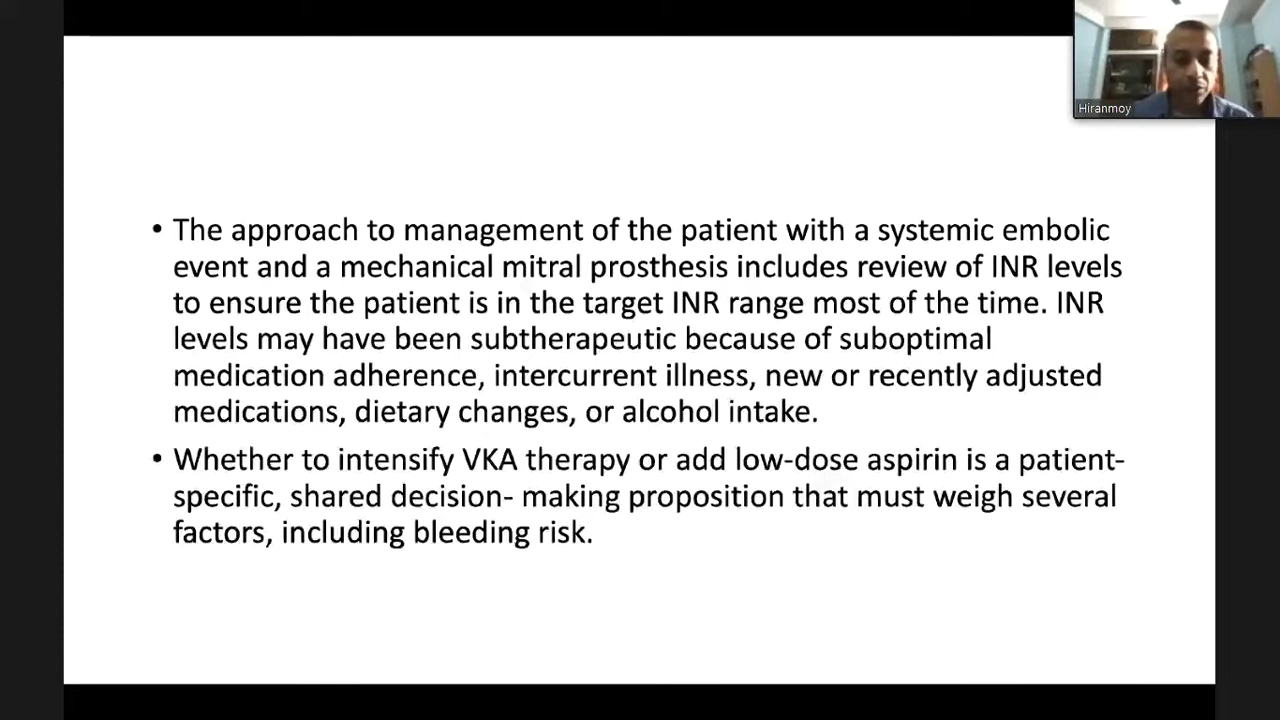 Hiranmoy
• The approach to management of the patient with a systemic embolic
event and a mechanical mitral prosthesis includes review of INR levels
to ensure the patient is in the target INR range most of the time. INR
levels may have been subtherapeutic because of suboptimal
medication adherence, intercurrent illness, new or recently adjusted
medications, dietary changes, or alcohol intake.
• Whether to intensify VKA therapy or add low-dose aspirin is a patient-
specific, shared decision- making proposition that must weigh several
factors, including bleeding risk.